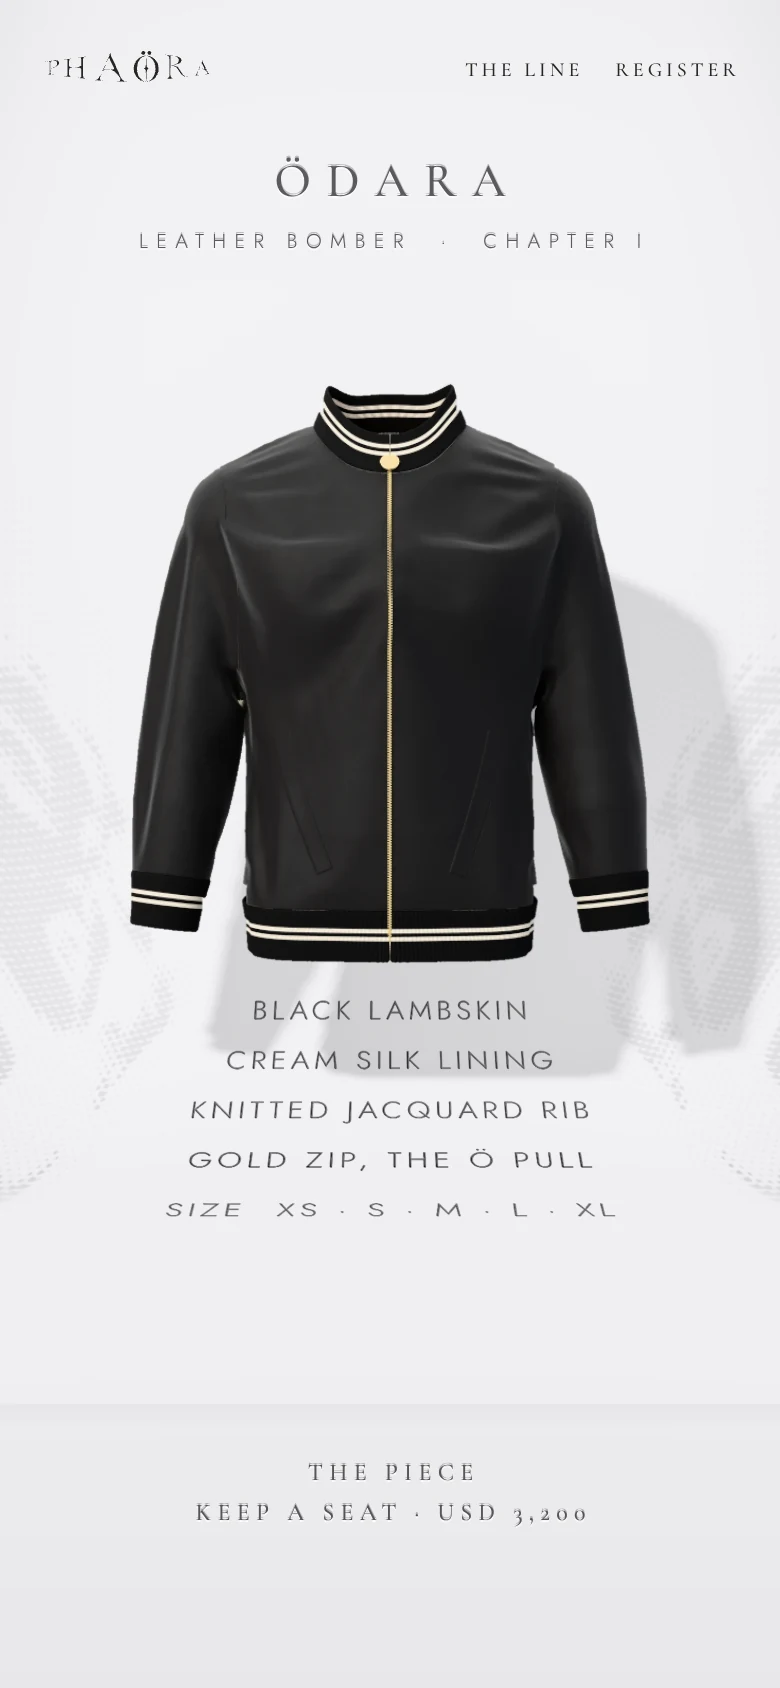 PHAÖRA
THE LINE REGISTER
ÖDARA
LEATHER BOMBER · CHAPTER I
BLACK LAMBSKIN
CREAM SILK LINING
KNITTED JACQUARD RIB
GOLD ZIP, THE Ö PULL
SIZE XS · S · M · L · XL
THE PIECE
KEEP A SEAT · USD 3,200